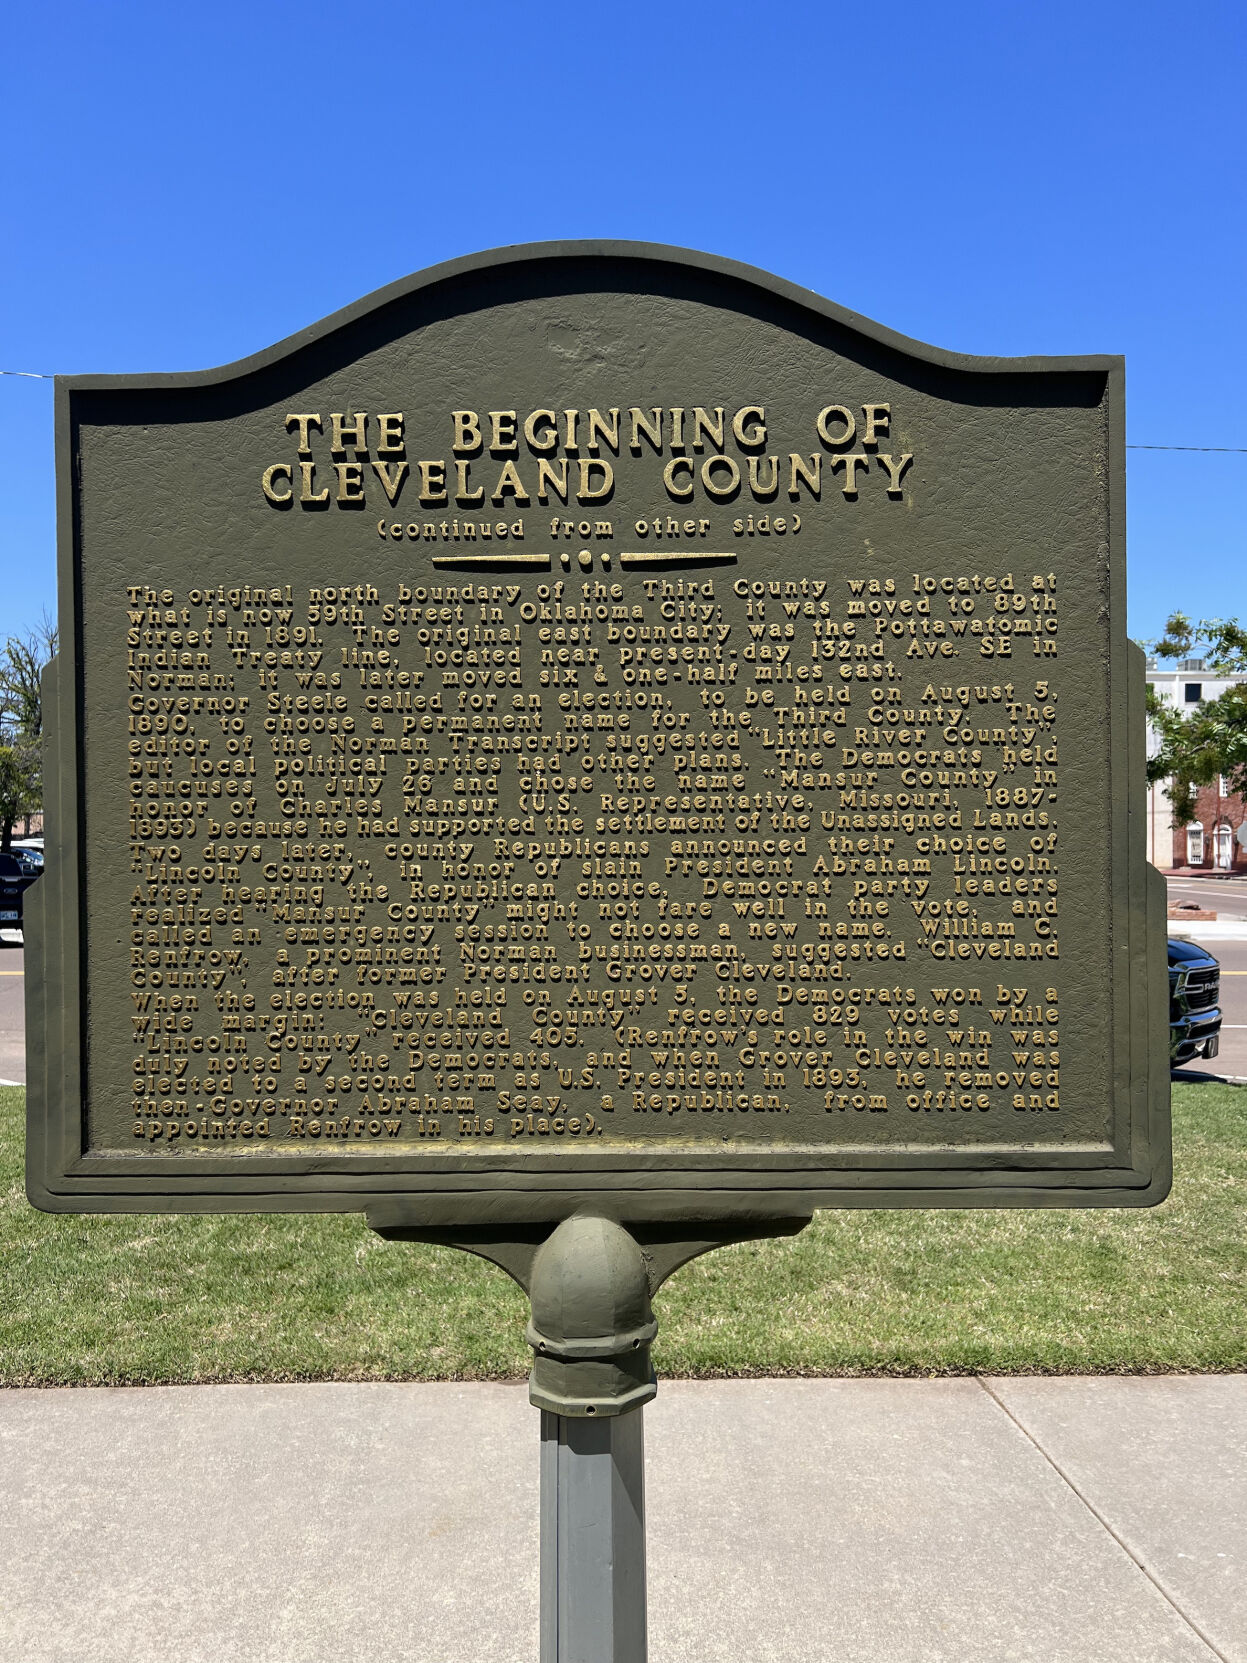 THE BEGINNING OF
CLEVELAND COUNTY
(continued from other side)
The original north boundary of the Third County was located at
what is now 59th Street in Oklahoma City; it was moved to 89th
Street in 1891. The original east boundary was the Pottawatomic
Indian Treaty line, located near present-day 132nd Ave. SE in
Norman; it was later moved six & one-half miles east.
Governor Steele called for an election, to be held on August 5,
1890, to choose a permanent name for the Third County. The
editor of the Norman Transcript suggested "Little River County",
but local political parties had other plans. The Democrats held
caucuses on July 26 and chose the name "Mansur County" in
honor of Charles Mansur (U.S. Representative, Missouri, 1887-
1893) because he had supported the settlement of the Unassigned Lands.
Two days later, county Republicans announced their choice of
"Lincoln County", in honor of slain President Abraham Lincoln.
After hearing the Republican choice, Democrat party leaders
realized "Mansur County" might not fare well in the vote, and
called an emergency session to choose a new name. William C.
Renfrow, a prominent Norman businessman, suggested "Cleveland
County", after former President Grover Cleveland.
When the election was held on August 5, the Democrats won by a
wide margin: "Cleveland County" received 829 votes while
"Lincoln County" received 405. (Renfrow's role in the win was
duly noted by the Democrats, and when Grover Cleveland was
elected to a second term as U.S. President in 1893, he removed
then-Governor Abraham Seay, a Republican, from office and
appointed Renfrow in his place).